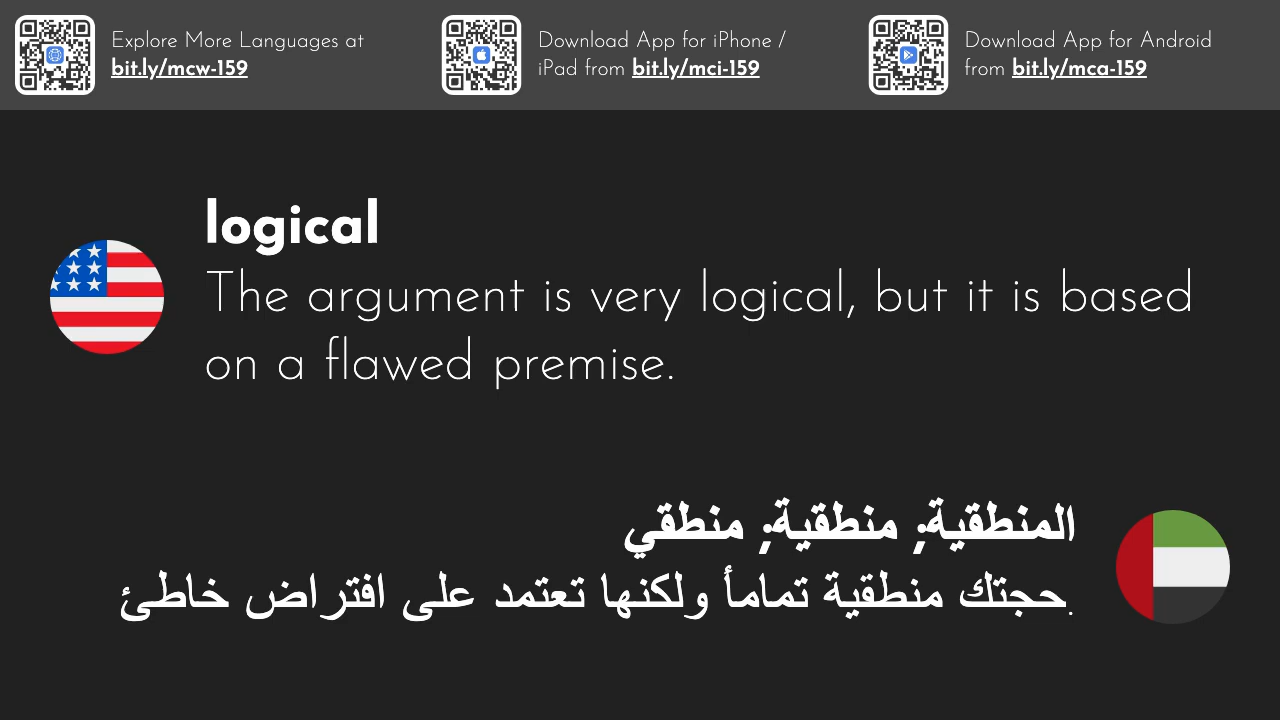 Explore More Languages at
bit.ly/mcw-159
Download App for iPhone /
iPad from bit.ly/mci-159
Download App for Android
from bit.ly/mca-159
logical
The argument is very logical, but it is based
on a flawed premise.
المنطقية; منطقية; منطقي
حجتك منطقية تمامأ ولكنها تعتمد على افتراض خاطئ.